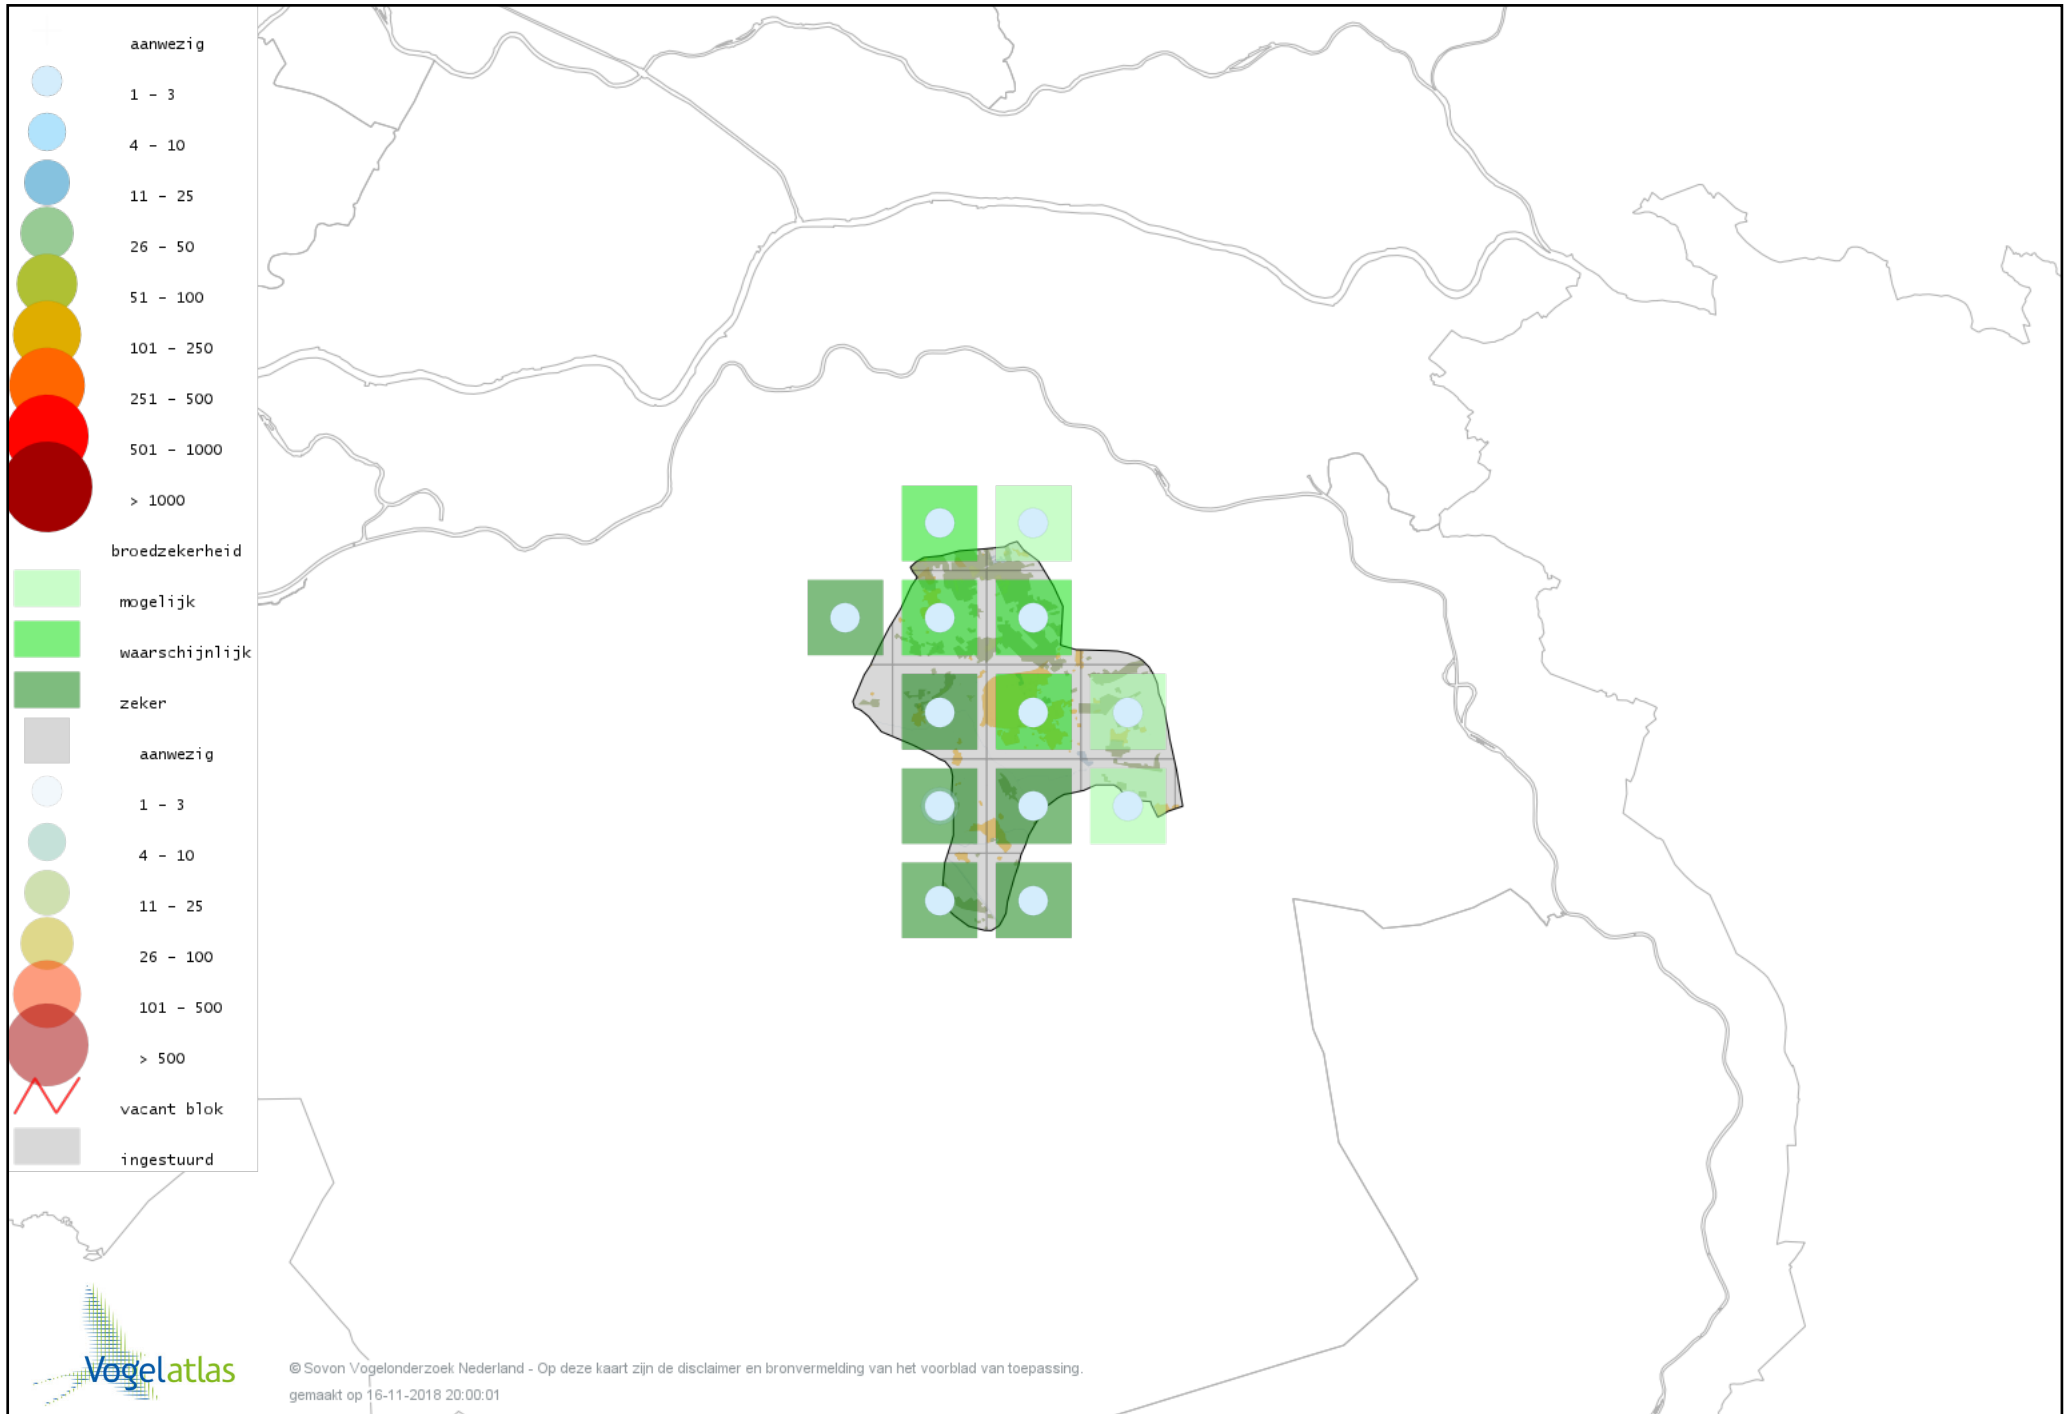 aanwezig
1 - 3
4 - 10
11 - 25
26 - 50
51 - 100
101 - 250
251 - 500
501 - 1000
> 1000
broedzekerheid
mogelijk
waarschijnlijk
zeker
aanwezig
1 - 3
4 - 10
11 - 25
26 - 100
101 - 500
> 500
vacant blok
ingestuurd
Vogelatlas
© Sovon Vogelonderzoek Nederland - Op deze kaart zijn de disclaimer en bronvermelding van het voorblad van toepassing.
gemaakt op 16-11-2018 20:00:01